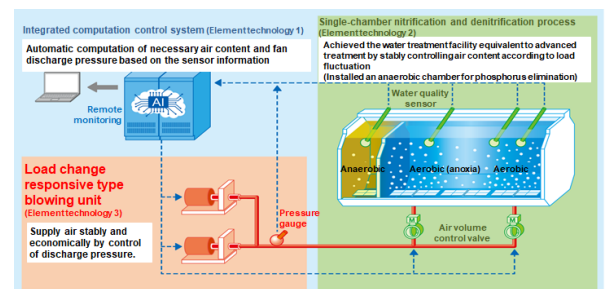 Integrated computation control system (Element technology 1)
Automatic computation of necessary air content and fan
discharge pressure based on the sensor information
AI
Remote
monitoring
Load change
responsive type
blowing unit
(Element technology 3)
Supply air stably and
economically by control
of discharge pressure.
Pressure
gauge
Single-chamber nitrification and denitrification process
(Element technology 2)
Achieved the water treatment facility equivalent to advanced
treatment by stably controlling air content according to load
fluctuation
(Installed an anaerobic chamber for phosphorus elimination)
Water quality
sensor
Anaerobic
Aerobic (anoxia)
Aerobic
M
M
Air volume
control valve